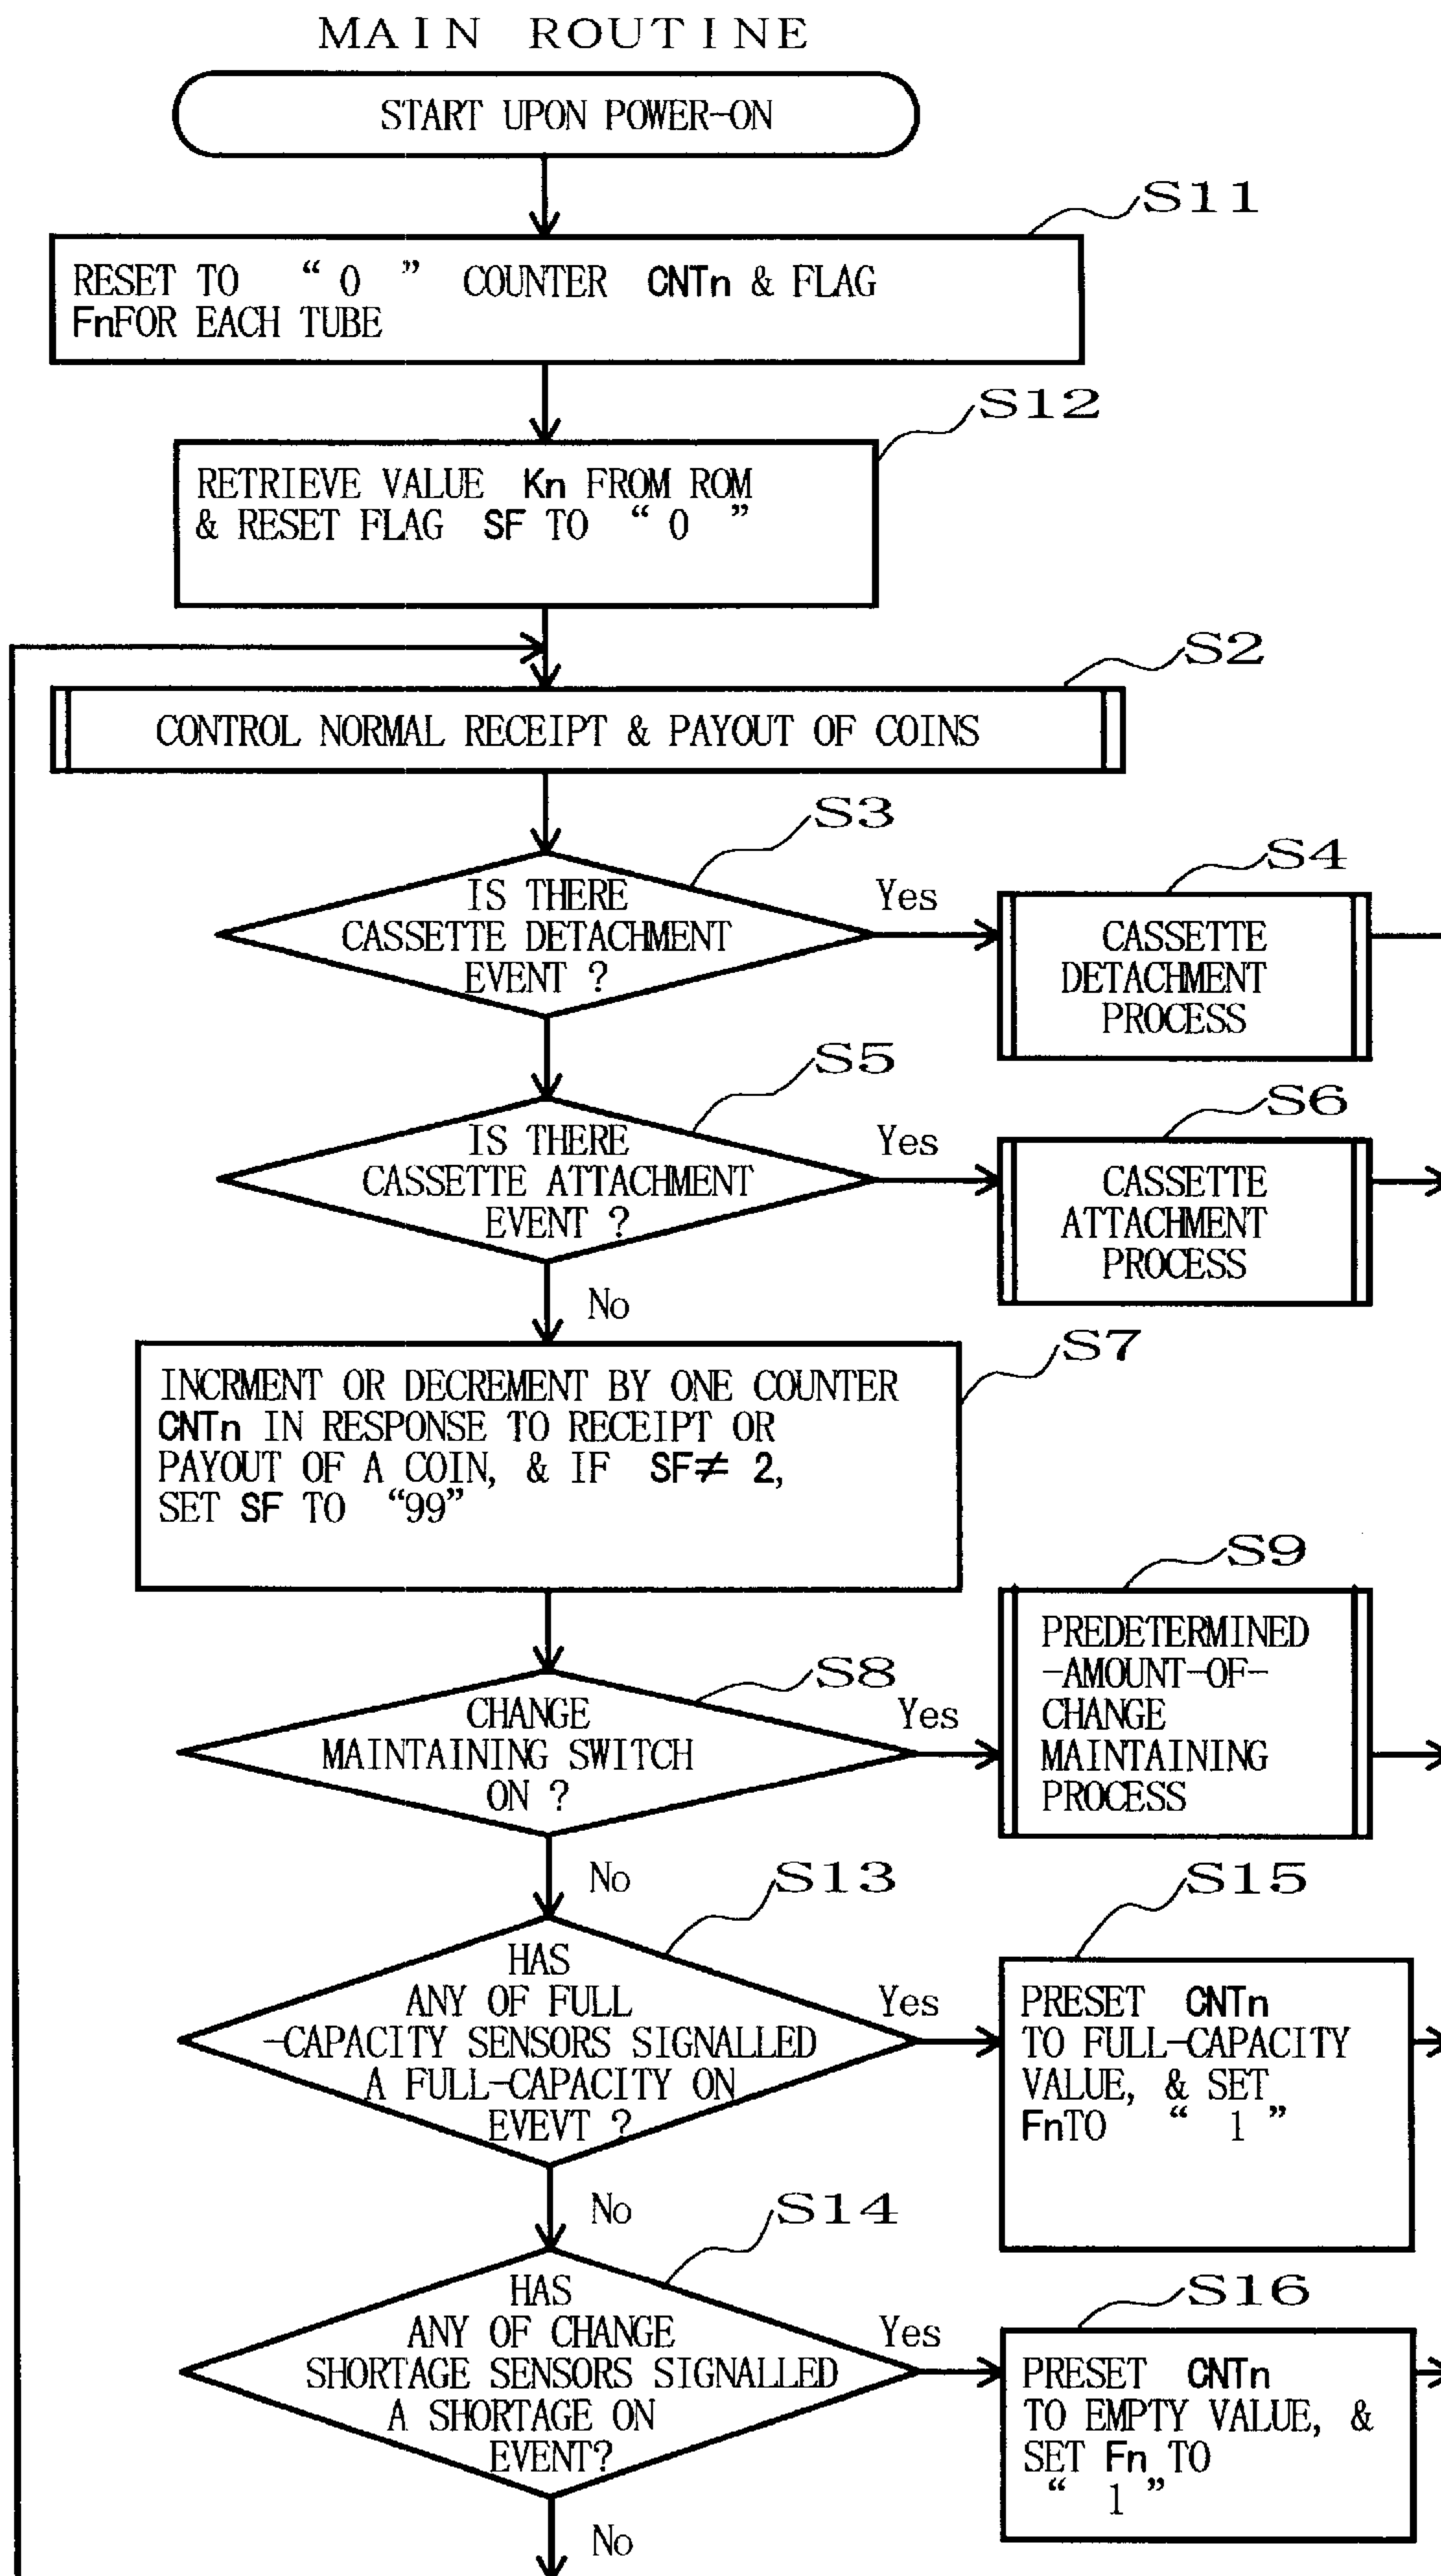 MAIN ROUTINE
START UPON POWER-ON
S11
RESET TO “0” COUNTER CNTn & FLAG
FnFOR EACH TUBE
S12
RETRIEVE VALUE Kn FROM ROM
& RESET FLAG SF TO “0”
S2
CONTROL NORMAL RECEIPT & PAYOUT OF COINS
S3
IS THERE
CASSETTE DETACHMENT
EVENT ?
Yes
S4
CASSETTE
DETACHMENT
PROCESS
S5
IS THERE
CASSETTE ATTACHMENT
EVENT ?
Yes
S6
CASSETTE
ATTACHMENT
PROCESS
No
S7
INCRMENT OR DECREMENT BY ONE COUNTER
CNTn IN RESPONSE TO RECEIPT OR
PAYOUT OF A COIN, & IF SF≠ 2,
SET SF TO “99”
S8
CHANGE
MAINTAINING SWITCH
ON ?
Yes
S9
PREDETERMINED
-AMOUNT-OF-
CHANGE
MAINTAINING
PROCESS
No
S13
HAS
ANY OF FULL
-CAPACITY SENSORS SIGNALLED
A FULL-CAPACITY ON
EVEVT ?
Yes
S15
PRESET CNTn
TO FULL-CAPACITY
VALUE, & SET
FnTO “ 1 ”
No
S14
HAS
ANY OF CHANGE
SHORTAGE SENSORS SIGNALLED
A SHORTAGE ON
EVENT?
Yes
S16
PRESET CNTn
TO EMPTY VALUE, &
SET Fn TO
“ 1 ”
No